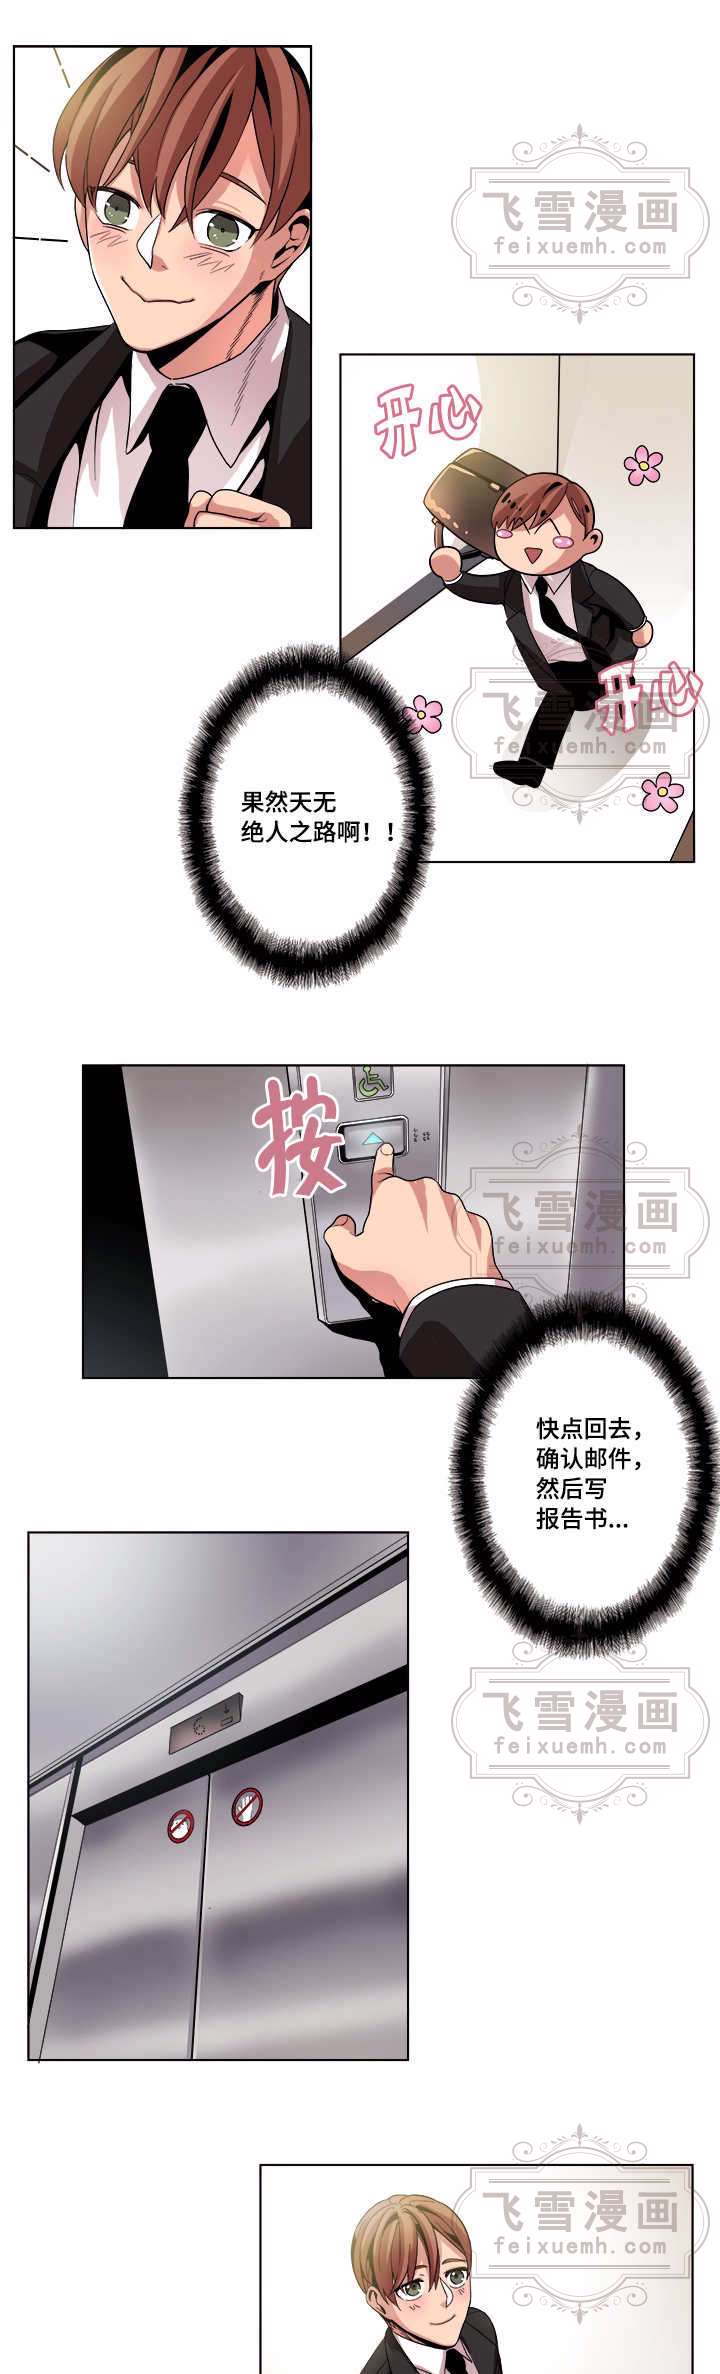 飞雪漫画
feixuemh.com
开心
飞雪漫画
feixuemh.com
开心
果然天无
绝人之路啊！！
按
飞雪漫画
feixuemh.com
快点回去，
确认邮件，
然后写
报告书...
飞雪漫画
feixuemh.com
飞雪漫画
feixuemh.com